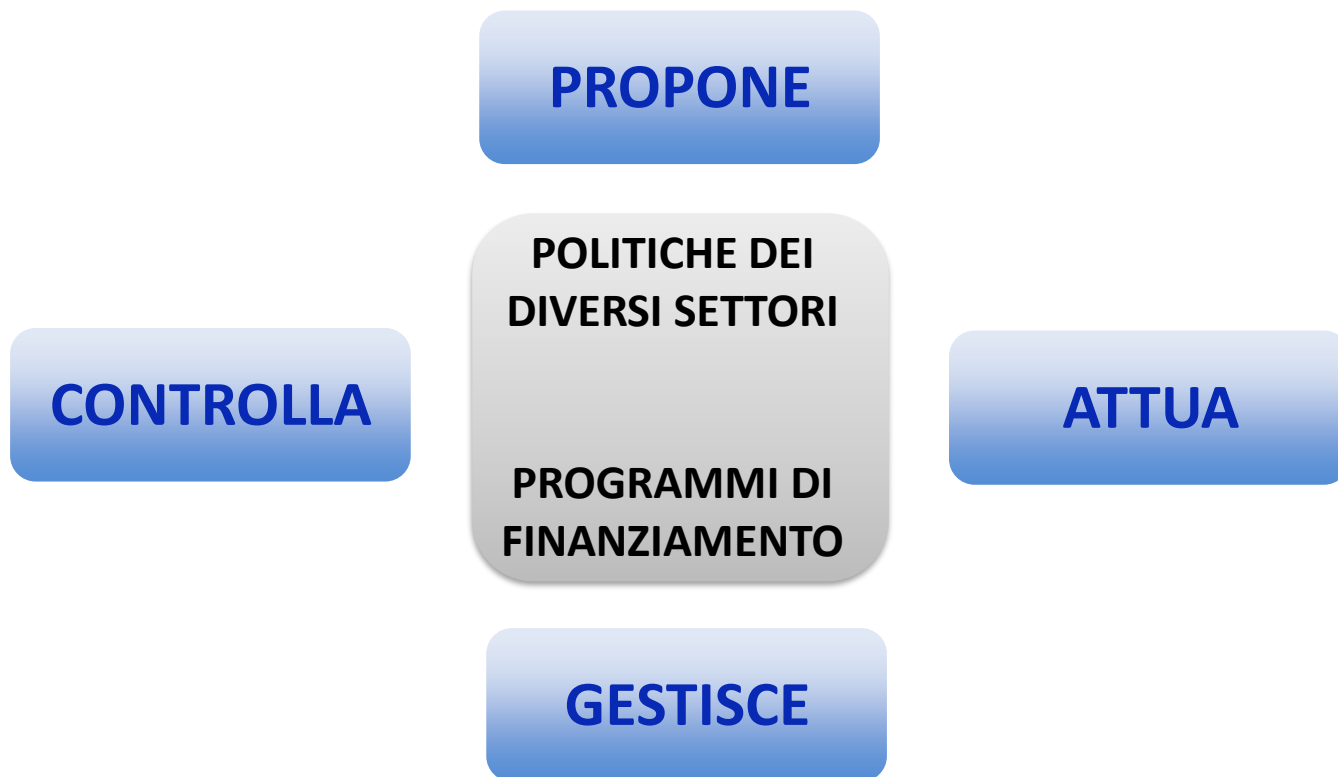 PROPONE
POLITICHE DEI
DIVERSI SETTORI
CONTROLLA
ATTUA
PROGRAMMI DI
FINANZIAMENTO
GESTISCE